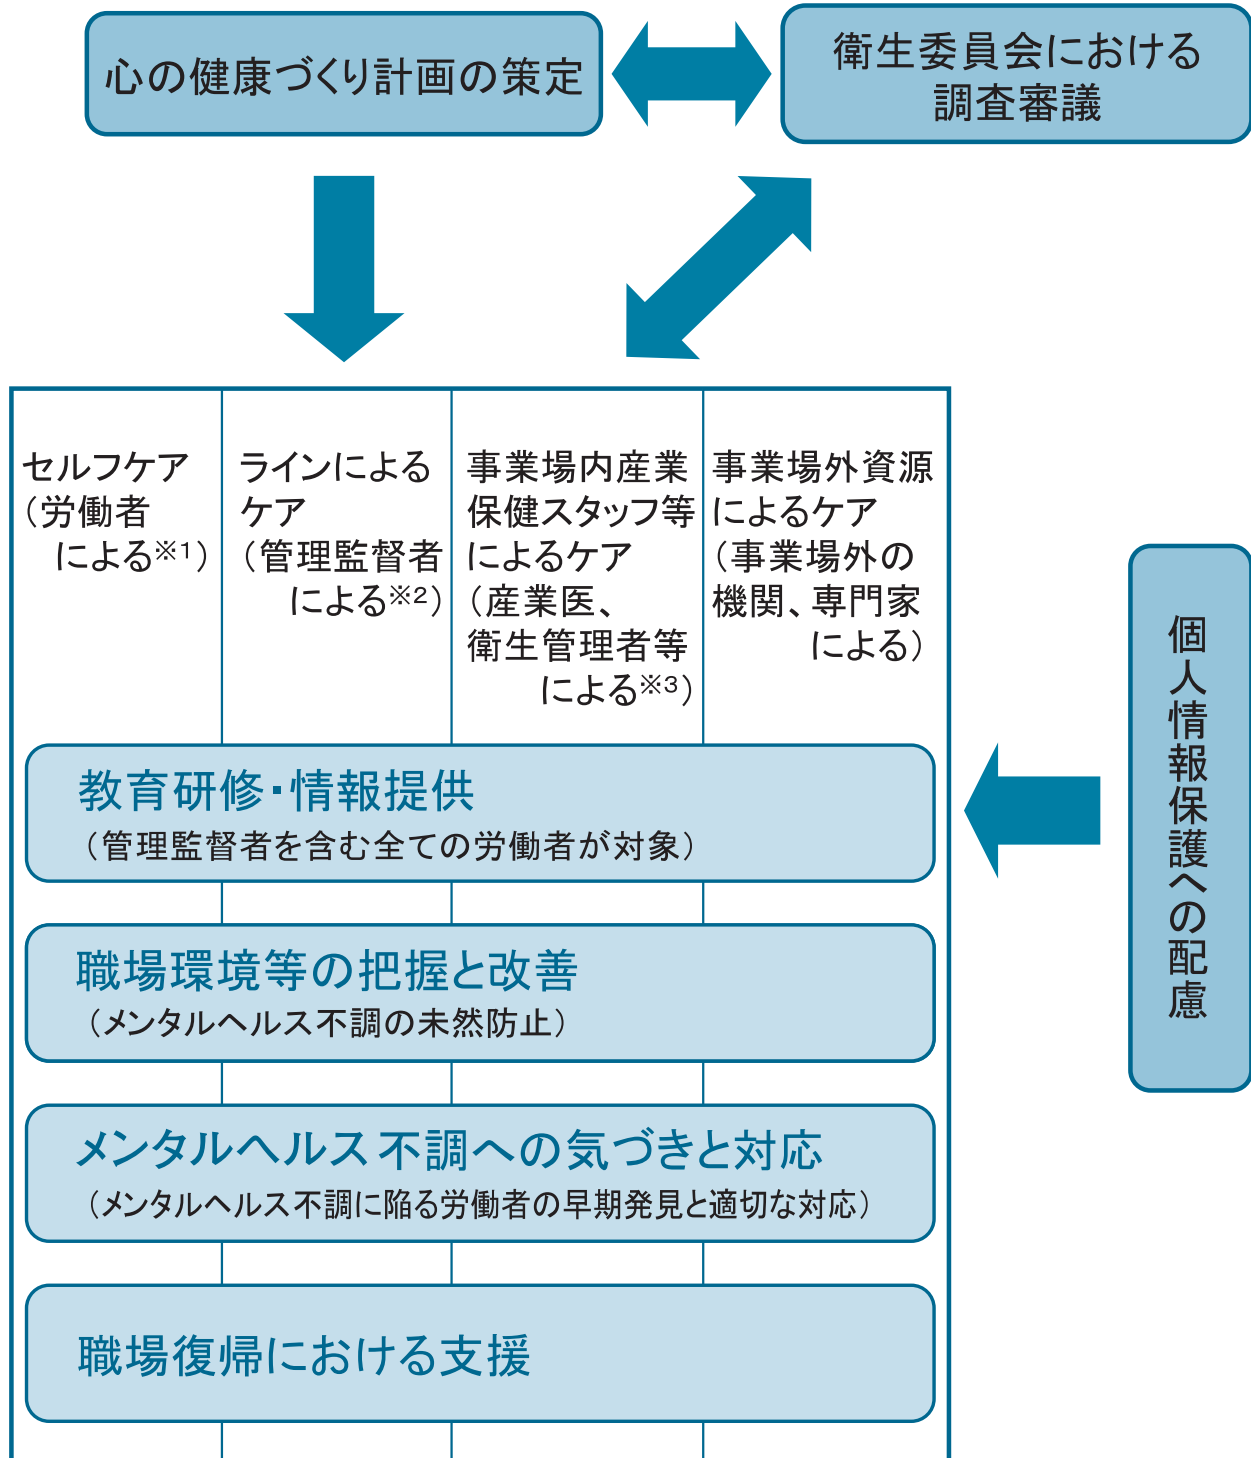 心の健康づくり計画の策定
衛生委員会における
調査審議
セルフケア
（労働者
による※1）
ラインによる
ケア
（管理監督者
による※2）
事業場内産業
保健スタッフ等
によるケア
（産業医、
衛生管理者等
による※3）
事業場外資源
によるケア
（事業場外の
機関、専門家
による）
教育研修・情報提供
（管理監督者を含む全ての労働者が対象）
職場環境等の把握と改善
（メンタルヘルス不調の未然防止）
メンタルヘルス不調への気づきと対応
（メンタルヘルス不調に陥る労働者の早期発見と適切な対応）
職場復帰における支援
個人情報保護への配慮